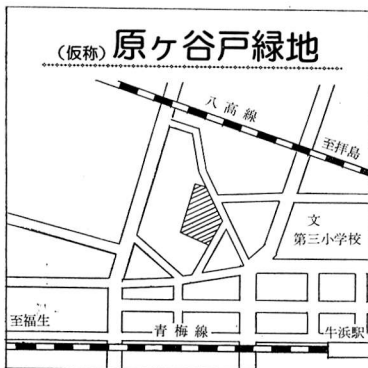 (仮称)原ヶ谷戸緑地
八高線
至拝島
文
第三小学校
至福生
青梅線
牛浜駅